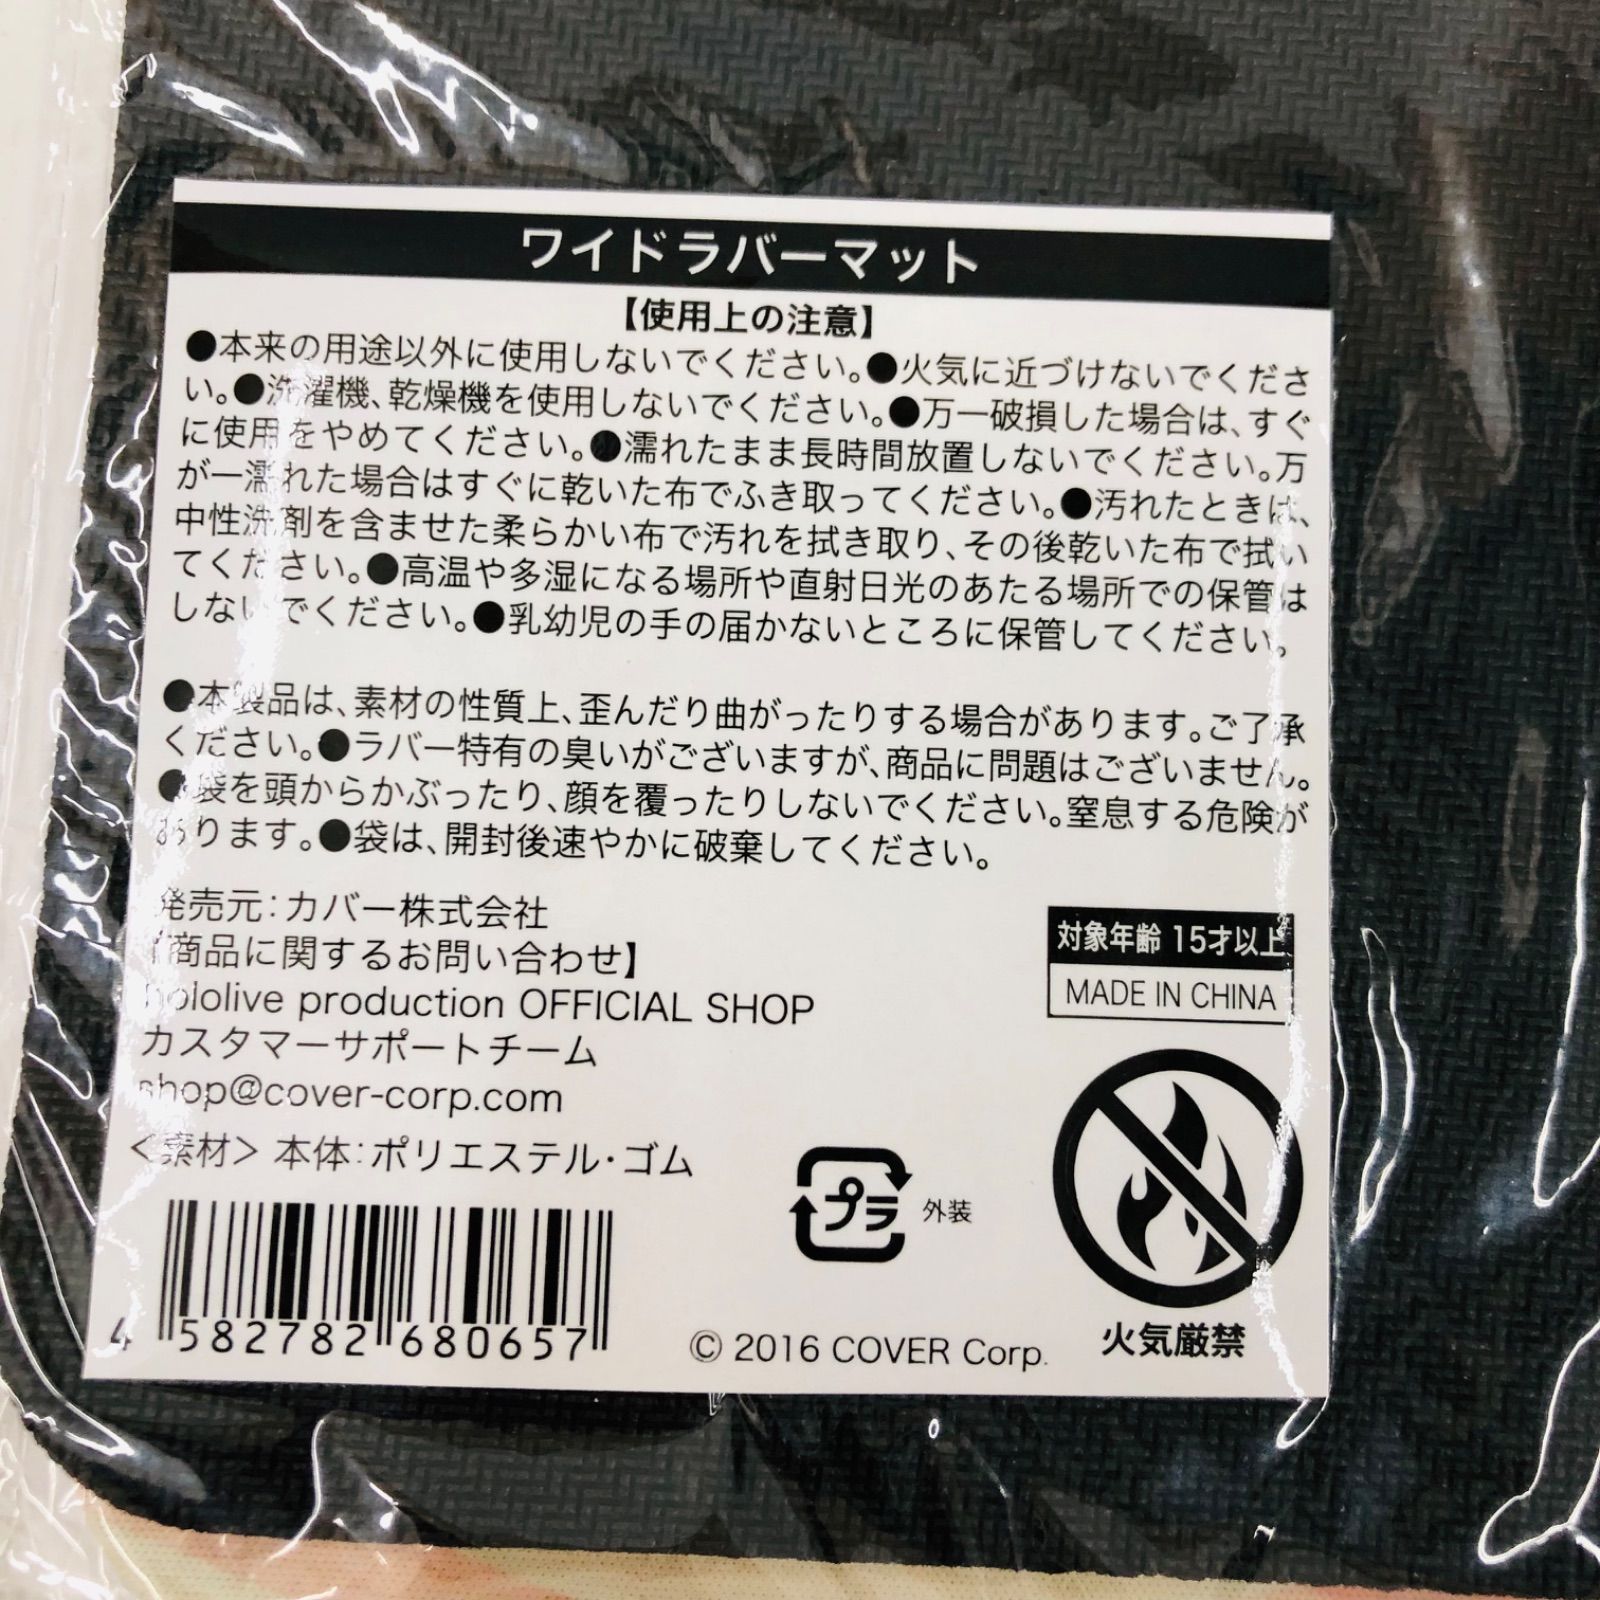 ワイドラバーマット
【使用上の注意】
●本来の用途以外に使用しないでください。●火気に近づけないでくださ
い。●洗濯機、乾燥機を使用しないでください。●万一破損した場合は、すぐ
に使用をやめてください。●濡れたまま長時間放置しないでください。万
が一濡れた場合はすぐに乾いた布でふき取ってください。●汚れたときは、
中性洗剤を含ませた柔らかい布で汚れを拭き取り、その後乾いた布で拭い
てください。●高温や多湿になる場所や直射日光のあたる場所での保管は
しないでください。●乳幼児の手の届かないところに保管してください。
●本製品は、素材の性質上、歪んだり曲がったりする場合があります。ご了承
ください。●ラバー特有の臭いがございますが、商品に問題はございません。
●袋を頭からかぶったり、顔を覆ったりしないでください。窒息する危険が
あります。●袋は、開封後速やかに破棄してください。
発売元：カバー株式会社
【商品に関するお問い合わせ】
hololive production OFFICIAL SHOP
カスタマーサポートチーム
shop@cover-corp.com
＜素材＞ 本体：ポリエステル・ゴム
対象年齢 15才以上
MADE IN CHINA
プラ 外装
火気厳禁
4 582782 680657
© 2016 COVER Corp.